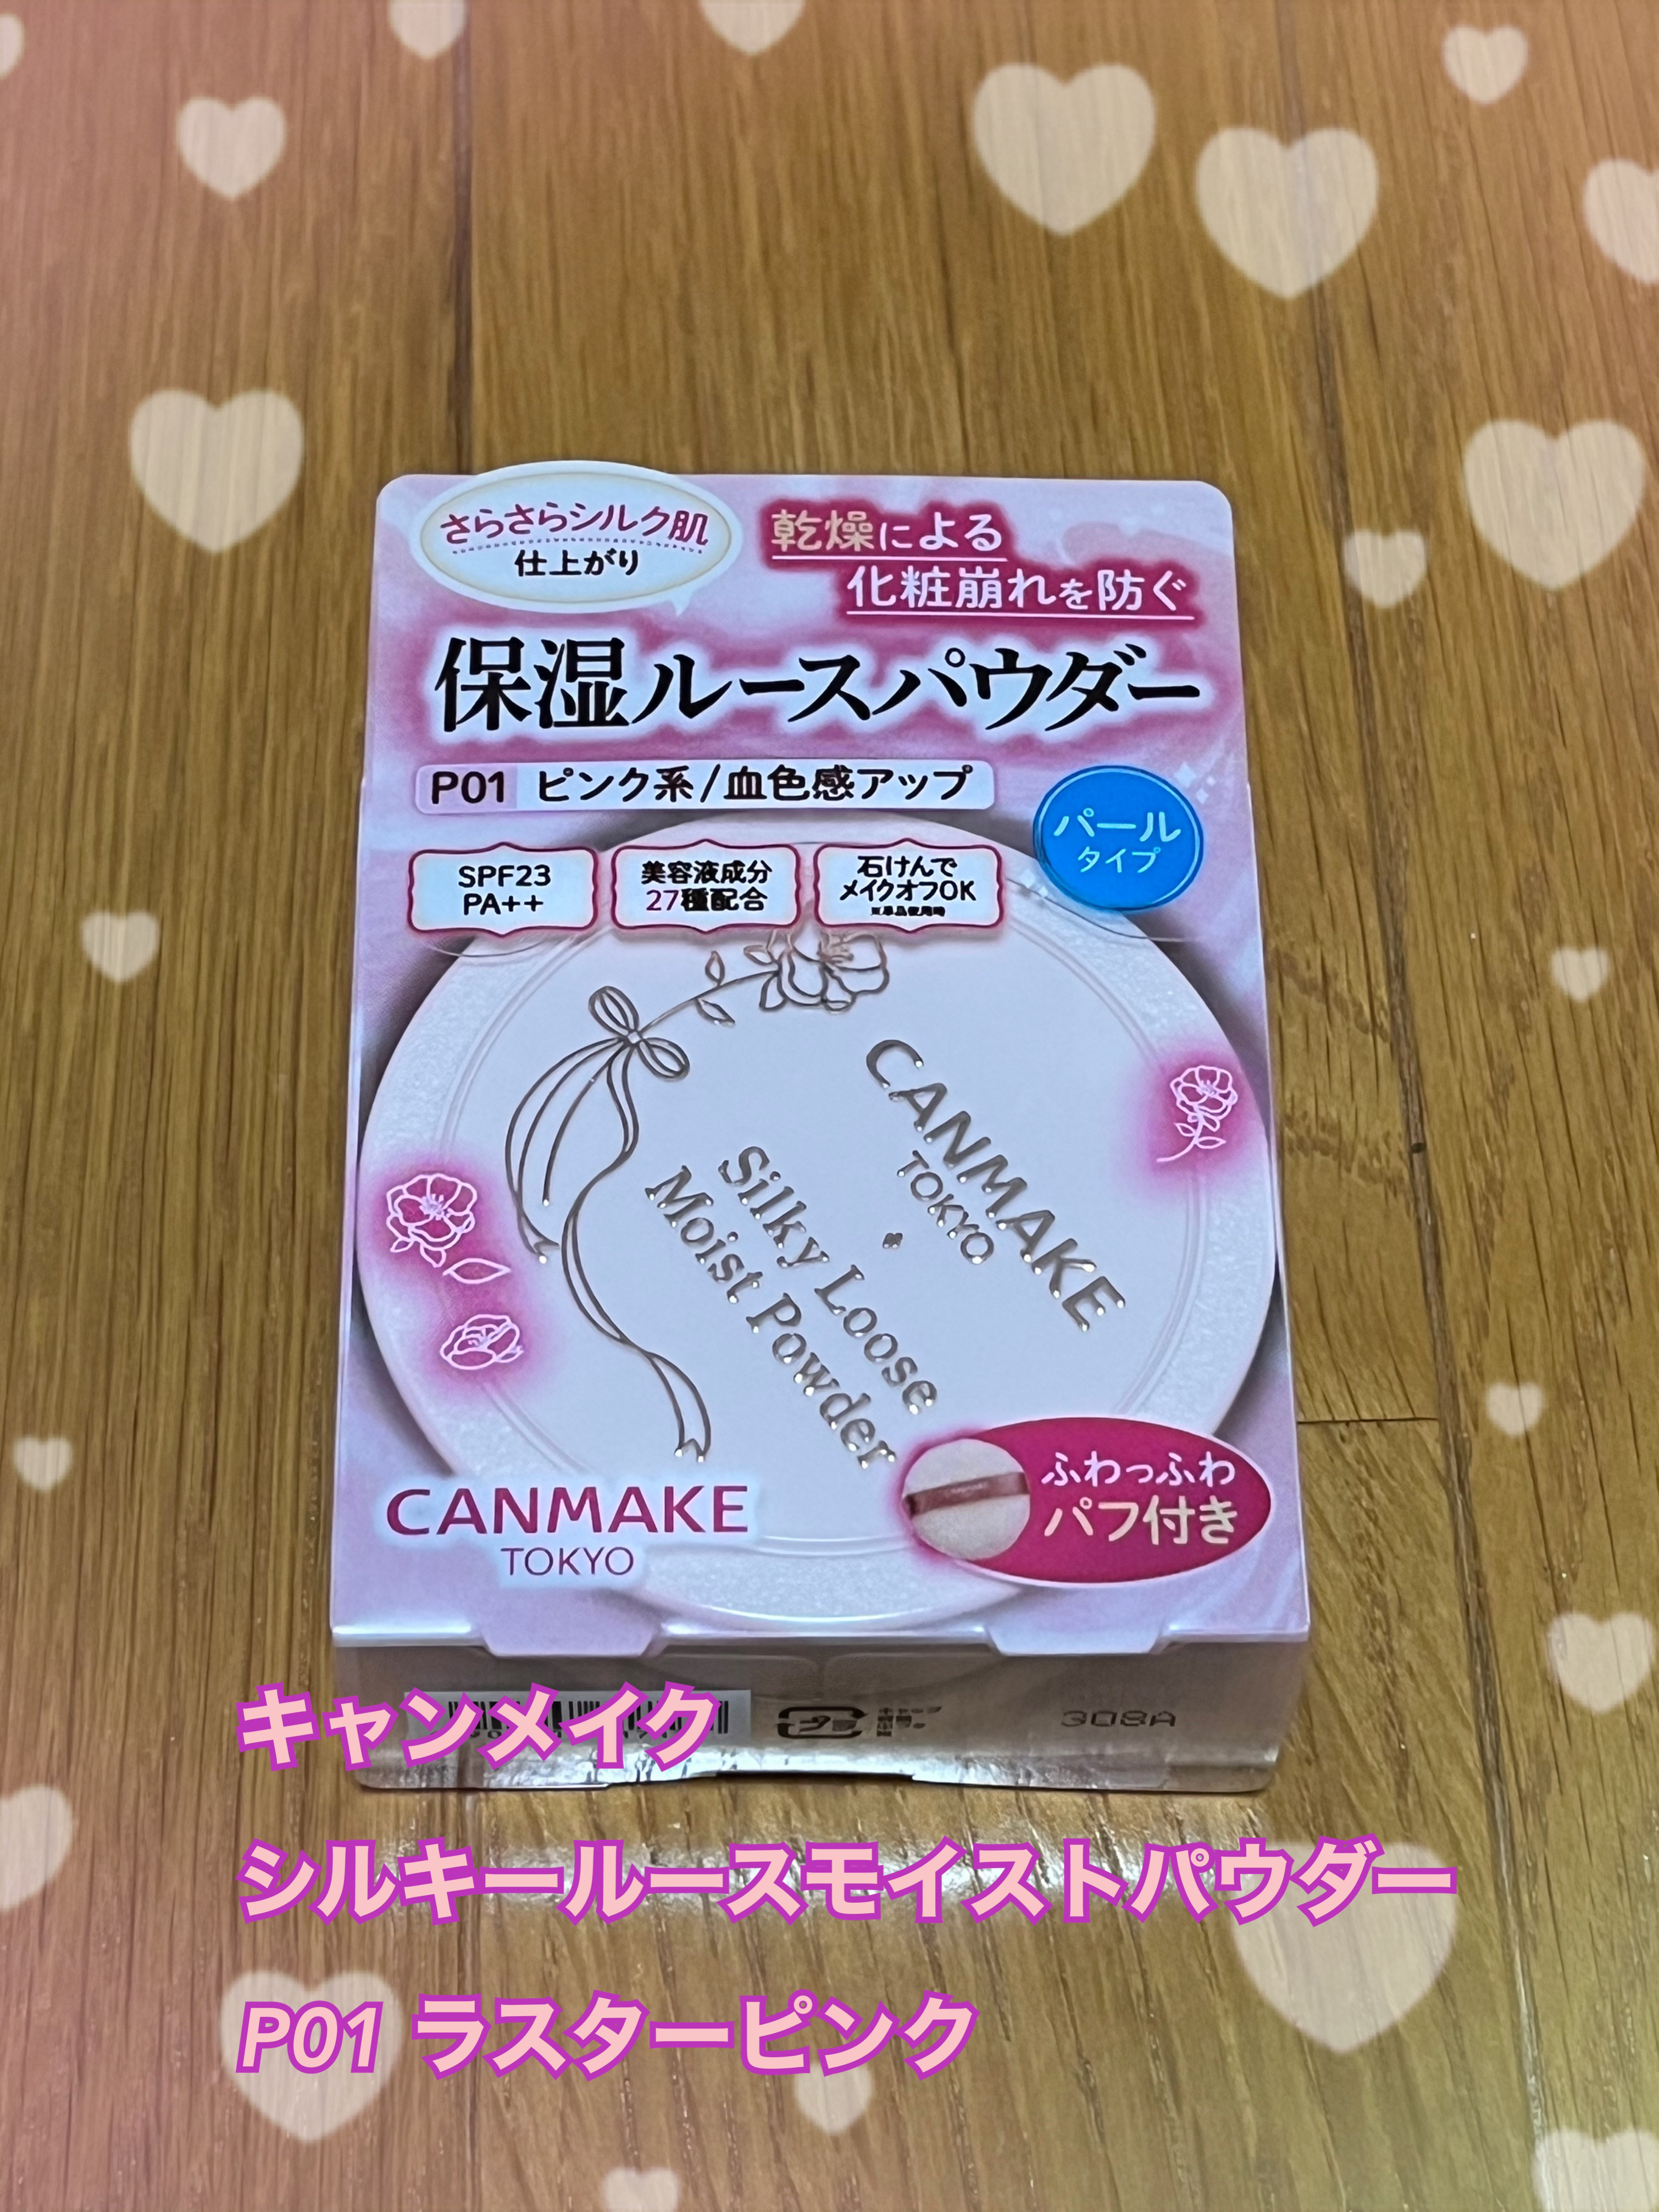 さらさらシルク肌
仕上がり
乾燥による
化粧崩れを防ぐ
保湿ルースパウダー
P01 ピンク系/血色感アップ
パール
タイプ
SPF23
PA++
美容液成分
27種配合
石けんで
メイクオフOK
※単品使用時
CANMAKE
TOKYO
Silky Loose
Moist Powder
ふわっふわ
パフ付き
CANMAKE
TOKYO
308A
キャンメイク
シルキールースモイストパウダー
P01 ラスターピンク